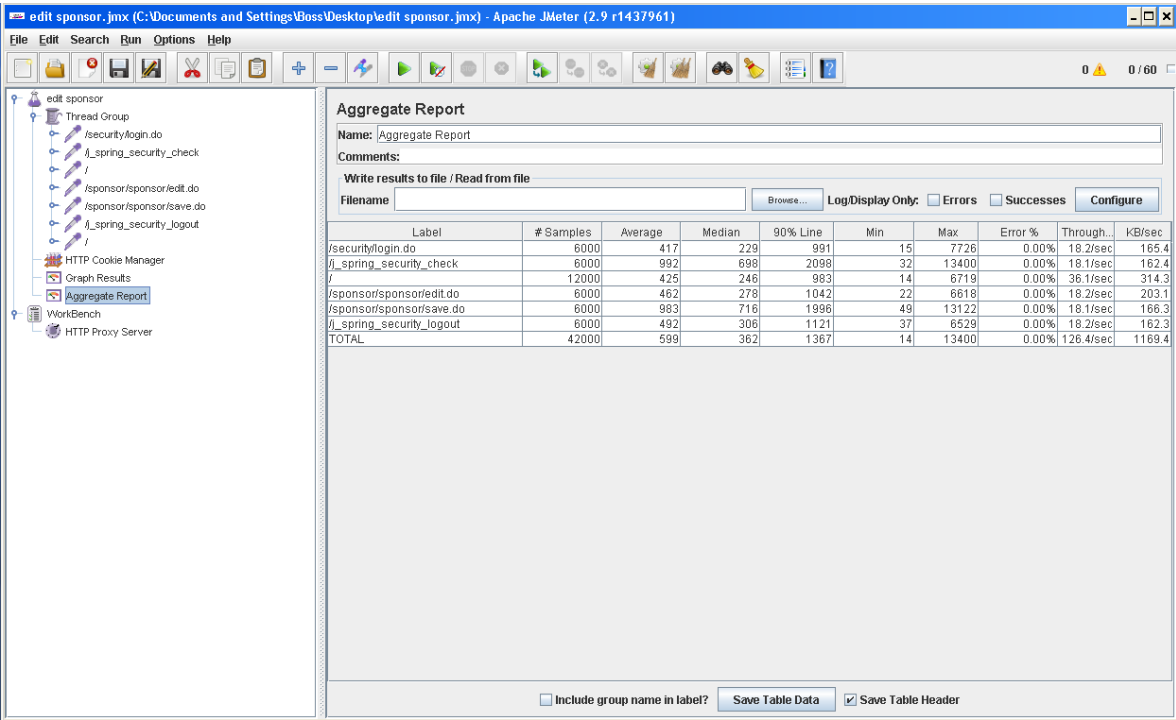 edit sponsor.jmx (C:\Documents and Settings\Boss\Desktop\edit sponsor.jmx) - Apache JMeter (2.9 r1437961)
File Edit Search Run Options Help
0 0/60
edit sponsor
Thread Group
/security/login.do
/j_spring_security_check
/
/sponsor/sponsor/edit.do
/sponsor/sponsor/save.do
/j_spring_security_logout
/
HTTP Cookie Manager
Graph Results
Aggregate Report
WorkBench
HTTP Proxy Server
Aggregate Report
Name: Aggregate Report
Comments:
Write results to file / Read from file
Filename Browse... Log/Display Only: Errors Successes Configure
Label # Samples Average Median 90% Line Min Max Error % Through... KB/sec
/security/login.do 6000 417 229 991 15 7726 0.00% 18.2/sec 165.4
/j_spring_security_check 6000 992 698 2098 32 13400 0.00% 18.1/sec 162.4
/ 12000 425 246 983 14 6719 0.00% 36.1/sec 314.3
/sponsor/sponsor/edit.do 6000 462 278 1042 22 6618 0.00% 18.2/sec 203.1
/sponsor/sponsor/save.do 6000 983 716 1996 49 13122 0.00% 18.1/sec 166.3
/j_spring_security_logout 6000 492 306 1121 37 6529 0.00% 18.2/sec 162.3
TOTAL 42000 599 362 1367 14 13400 0.00% 126.4/sec 1169.4
Include group name in label? Save Table Data Save Table Header